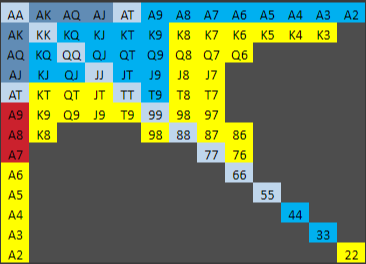 AA AK AQ AJ AT A9 A8 A7 A6 A5 A4 A3 A2
AK KK KQ KJ KT K9 K8 K7 K6 K5 K4 K3
AQ KQ QQ QJ QT Q9 Q8 Q7 Q6
AJ KJ QJ JJ JT J9 J8 J7
AT KT QT JT TT T9 T8 T7
A9 K9 Q9 J9 T9 99 98 97
A8 K8 98 88 87 86
A7 77 76
A6 66
A5 55
A4 44
A3 33
A2 22